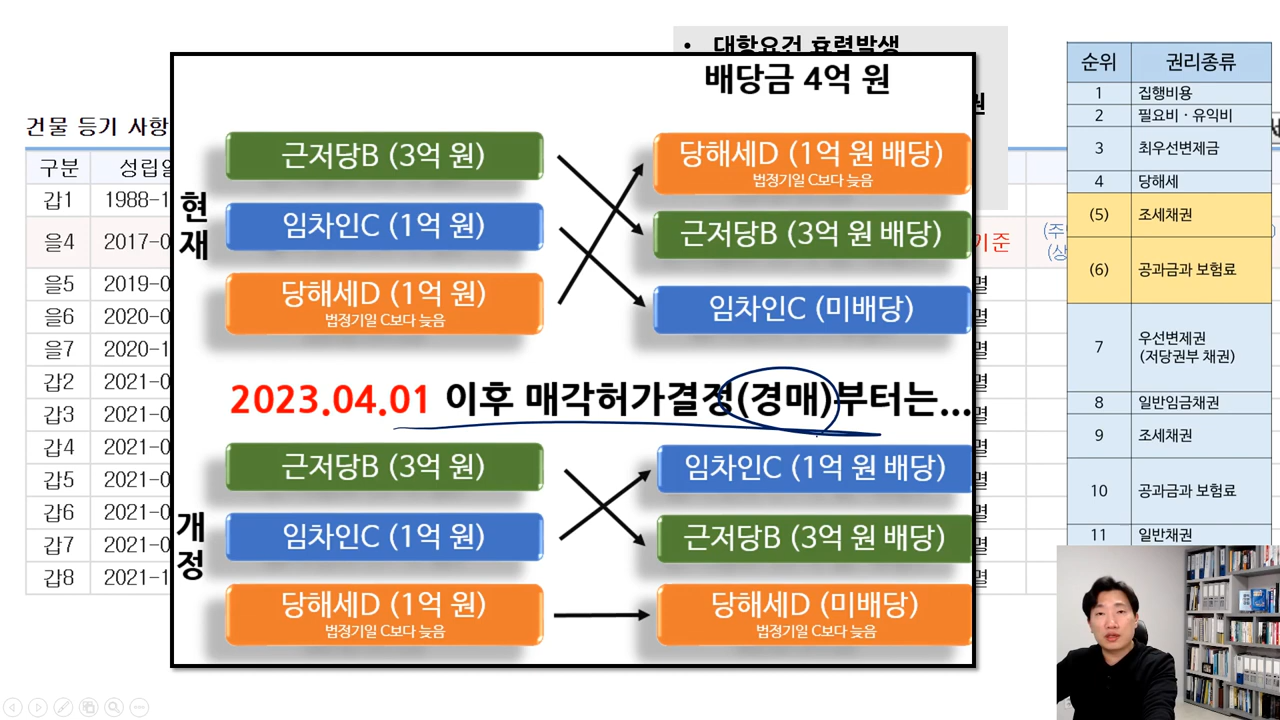 대항요건 효력발생
배당금 4억 원
건물 등기 사항
구분 성립일
갑1 1988-1
을4 2017-0
을5 2019-0
을6 2020-0
을7 2020-1
갑2 2021-0
갑3 2021-0
갑4 2021-0
갑5 2021-0
갑6 2021-0
갑7 2021-0
갑8 2021-1
현재
근저당B (3억 원)
임차인C (1억 원)
당해세D (1억 원)
법정기일 C보다 늦음
당해세D (1억 원 배당)
법정기일 C보다 늦음
근저당B (3억 원 배당)
임차인C (미배당)
2023.04.01 이후 매각허가결정(경매)부터는...
개정
근저당B (3억 원)
임차인C (1억 원)
당해세D (1억 원)
법정기일 C보다 늦음
임차인C (1억 원 배당)
근저당B (3억 원 배당)
당해세D (미배당)
법정기일 C보다 늦음
기준
(주
(상
순위 권리종류
1 집행비용
2 필요비 · 유익비
3 최우선변제금
4 당해세
(5) 조세채권
(6) 공과금과 보험료
7 우선변제권
(저당권부 채권)
8 일반임금채권
9 조세채권
10 공과금과 보험료
11 일반채권